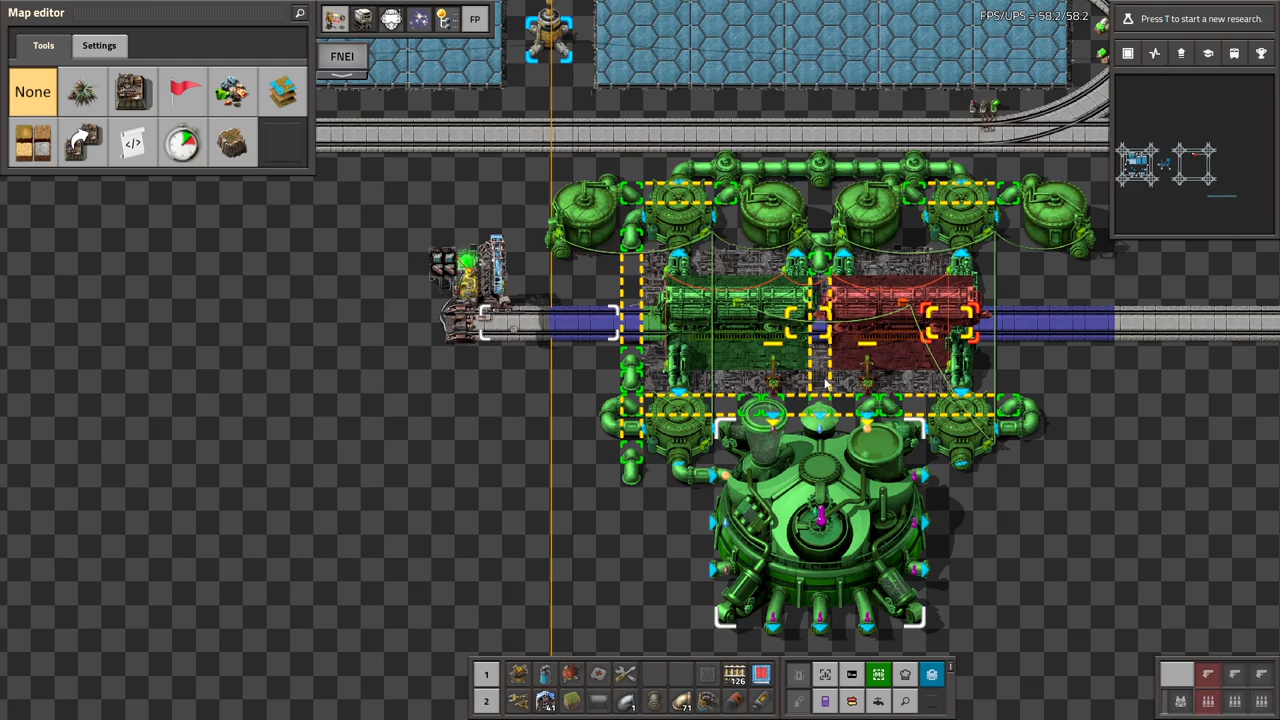 Map editor
Tools
Settings
None
</>
FP
FNEI
FPS/UPS = 58.2/58.2
Press T to start a new research.
1
126
2
41
1
71